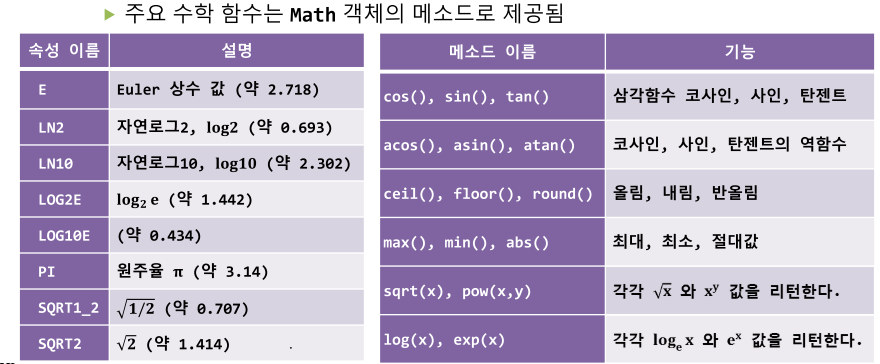 ▶ 주요 수학 함수는 Math 객체의 메소드로 제공됨
속성 이름 설명
E Euler 상수 값 (약 2.718)
LN2 자연로그2, log2 (약 0.693)
LN10 자연로그10, log10 (약 2.302)
LOG2E log₂ e (약 1.442)
LOG10E (약 0.434)
PI 원주율 π (약 3.14)
SQRT1_2 √1/2 (약 0.707)
SQRT2 √2 (약 1.414)
메소드 이름 기능
cos(), sin(), tan() 삼각함수 코사인, 사인, 탄젠트
acos(), asin(), atan() 코사인, 사인, 탄젠트의 역함수
ceil(), floor(), round() 올림, 내림, 반올림
max(), min(), abs() 최대, 최소, 절대값
sqrt(x), pow(x,y) 각각 √x 와 xʸ 값을 리턴한다.
log(x), exp(x) 각각 logₑ x 와 eˣ 값을 리턴한다.